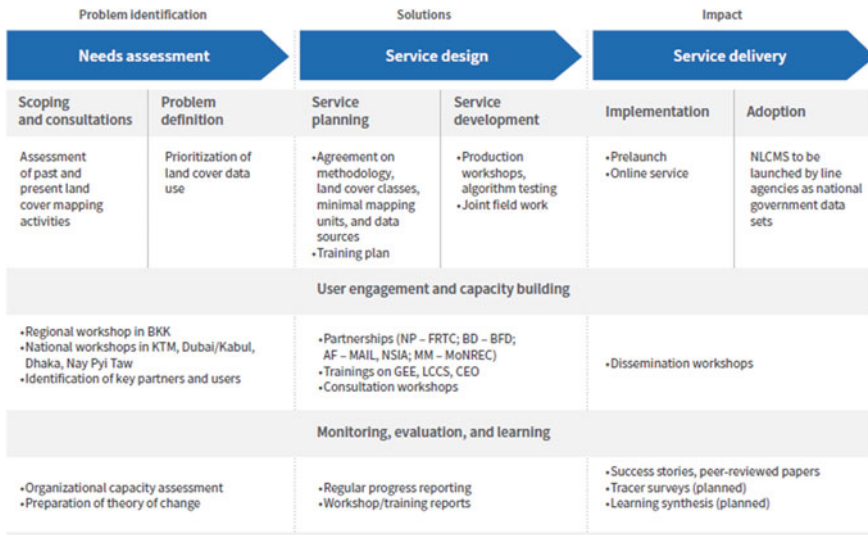 Problem identification
Solutions
Impact
Needs assessment
Service design
Service delivery
Scoping
and consultations
Problem
definition
Service
planning
Service
development
Implementation
Adoption
Assessment
of past and
present land
cover mapping
activities
Prioritization of
land cover data
use
•Agreement on
methodology,
land cover classes,
minimal mapping
units, and data
sources
•Training plan
•Production
workshops,
algorithm testing
•Joint field work
•Prelaunch
•Online service
NLCMS to be
launched by line
agencies as national
government data
sets
User engagement and capacity building
•Regional workshop in BKK
•National workshops in KTM, Dubai/Kabul,
Dhaka, Nay Pyi Taw
•Identification of key partners and users
•Partnerships (NP – FRTC; BD – BFD;
AF – MAIL, NSIA; MM – MoNREC)
•Trainings on GEE, LCCS, CEO
•Consultation workshops
•Dissemination workshops
Monitoring, evaluation, and learning
•Organizational capacity assessment
•Preparation of theory of change
•Regular progress reporting
•Workshop/training reports
•Success stories, peer-reviewed papers
•Tracer surveys (planned)
•Learning synthesis (planned)